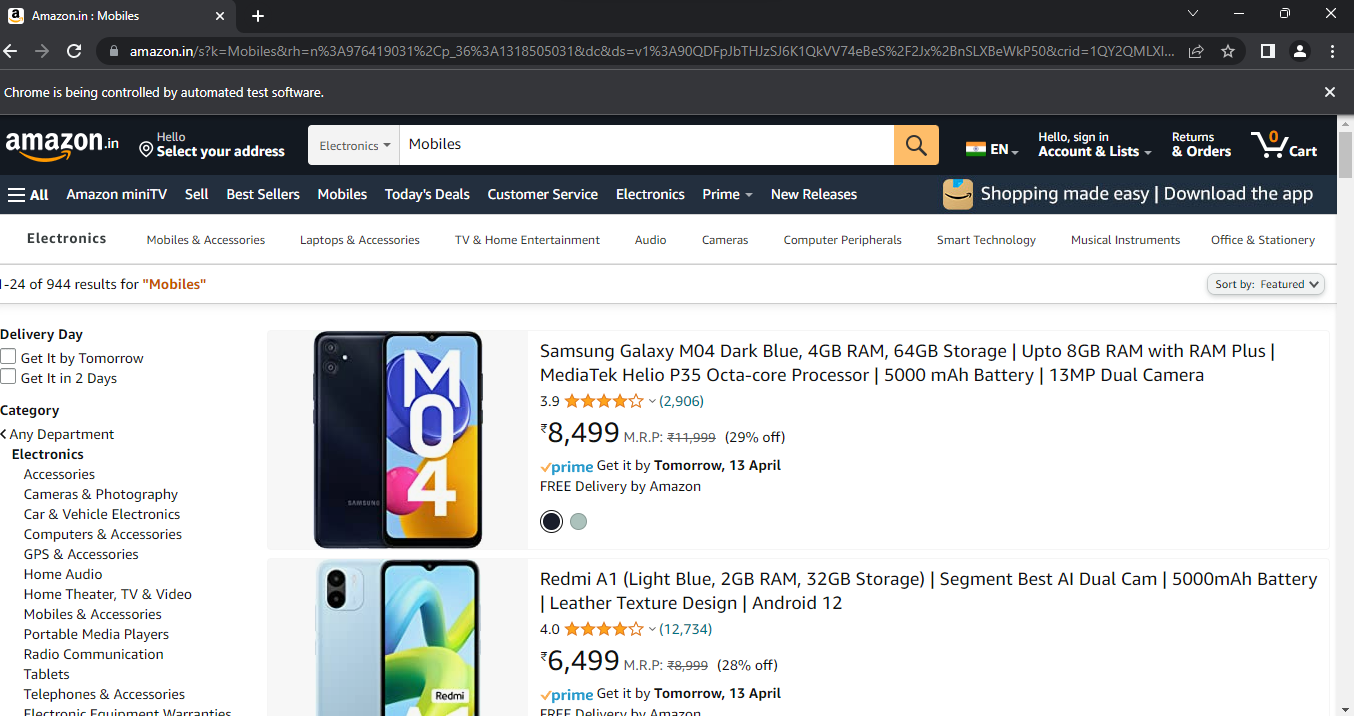 Amazon.in : Mobiles
amazon.in/s?k=Mobiles&rh=n%3A976419031%2Cp_36%3A1318505031&dc&ds=v1%3A90QDFpJbTHJzSJ6K1QkVV74eBeS%2F2Jx%2BnSLXBeWkP50&crid=1QY2QMLXI...
Chrome is being controlled by automated test software.
amazon.in
Hello
Select your address
Electronics
Mobiles
EN
Hello, sign in
Account & Lists
Returns
& Orders
0
Cart
All Amazon miniTV Sell Best Sellers Mobiles Today's Deals Customer Service Electronics Prime New Releases
Shopping made easy | Download the app
Electronics Mobiles & Accessories Laptops & Accessories TV & Home Entertainment Audio Cameras Computer Peripherals Smart Technology Musical Instruments Office & Stationery
1-24 of 944 results for "Mobiles"
Sort by: Featured
Delivery Day
Get It by Tomorrow
Get It in 2 Days
Category
Any Department
Electronics
Accessories
Cameras & Photography
Car & Vehicle Electronics
Computers & Accessories
GPS & Accessories
Home Audio
Home Theater, TV & Video
Mobiles & Accessories
Portable Media Players
Radio Communication
Tablets
Telephones & Accessories
Electronic Equipment Warranties
SAMSUNG
M
0
4
Samsung Galaxy M04 Dark Blue, 4GB RAM, 64GB Storage | Upto 8GB RAM with RAM Plus |
MediaTek Helio P35 Octa-core Processor | 5000 mAh Battery | 13MP Dual Camera
3.9 (2,906)
₹8,499 M.R.P: ₹11,999 (29% off)
prime Get it by Tomorrow, 13 April
FREE Delivery by Amazon
Redmi
Redmi A1 (Light Blue, 2GB RAM, 32GB Storage) | Segment Best AI Dual Cam | 5000mAh Battery
| Leather Texture Design | Android 12
4.0 (12,734)
₹6,499 M.R.P: ₹8,999 (28% off)
prime Get it by Tomorrow, 13 April
FREE Delivery by Amazon